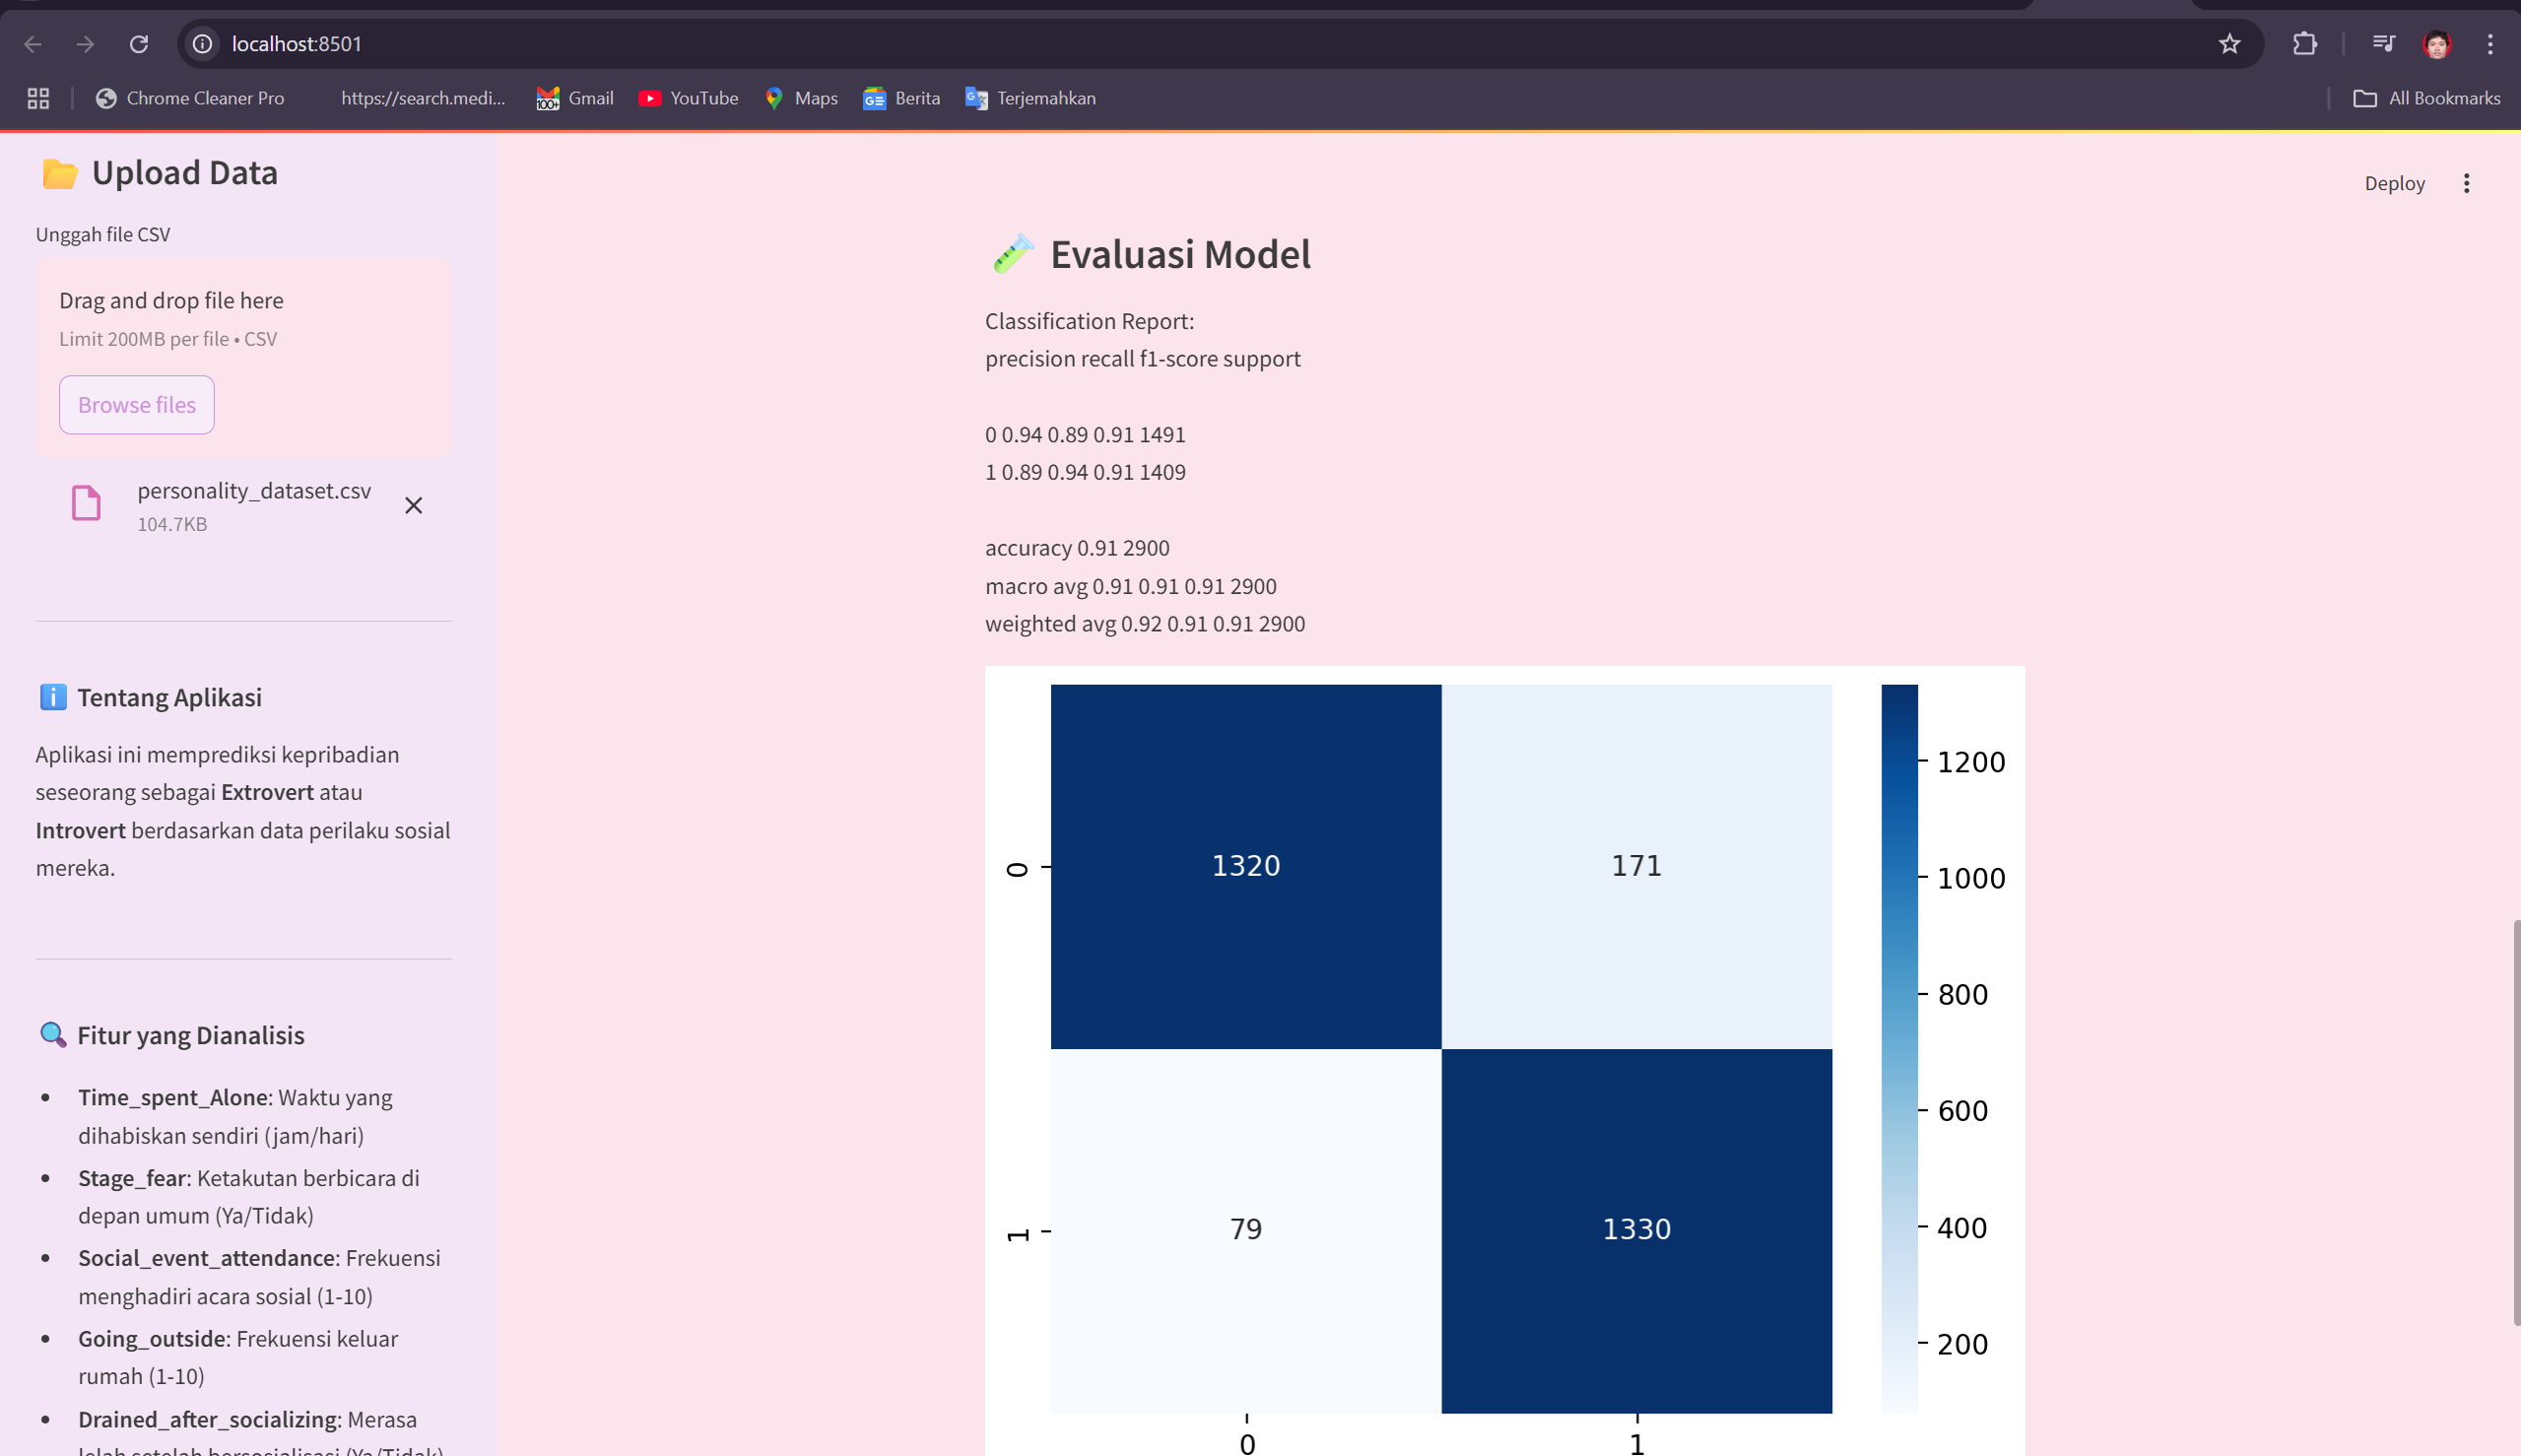 localhost:8501
Chrome Cleaner Pro
https://search.medi...
Gmail
YouTube
Maps
Berita
Terjemahkan
All Bookmarks
Upload Data
Unggah file CSV
Drag and drop file here
Limit 200MB per file • CSV
Browse files
personality_dataset.csv
104.7KB
Tentang Aplikasi
Aplikasi ini memprediksi kepribadian
seseorang sebagai Extrovert atau
Introvert berdasarkan data perilaku sosial
mereka.
Fitur yang Dianalisis
Time_spent_Alone: Waktu yang
dihabiskan sendiri (jam/hari)
Stage_fear: Ketakutan berbicara di
depan umum (Ya/Tidak)
Social_event_attendance: Frekuensi
menghadiri acara sosial (1-10)
Going_outside: Frekuensi keluar
rumah (1-10)
Drained_after_socializing: Merasa
lelah setelah bersosialisasi (Ya/Tidak)
Deploy
Evaluasi Model
Classification Report:
precision recall f1-score support
0 0.94 0.89 0.91 1491
1 0.89 0.94 0.91 1409
accuracy 0.91 2900
macro avg 0.91 0.91 0.91 2900
weighted avg 0.92 0.91 0.91 2900
0
1320
171
1
79
1330
0
1
1200
1000
800
600
400
200